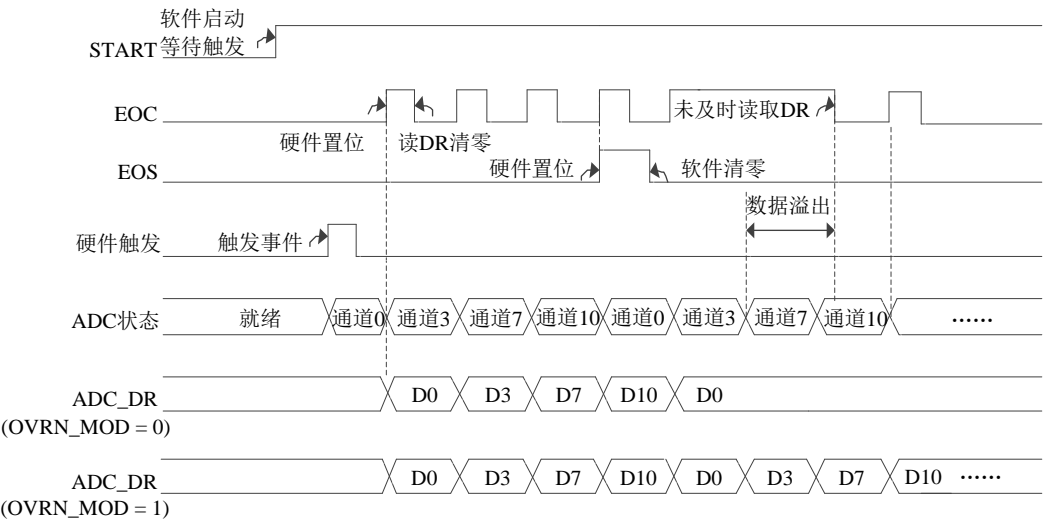 软件启动
START 等待触发
EOC 未及时读取DR
硬件置位 读DR清零
EOS 硬件置位 软件清零
数据溢出
硬件触发 触发事件
ADC状态 就绪 通道0 通道3 通道7 通道10 通道0 通道3 通道7 通道10 ……
ADC_DR D0 D3 D7 D10 D0
(OVRN_MOD = 0)
ADC_DR D0 D3 D7 D10 D0 D3 D7 D10 ……
(OVRN_MOD = 1)